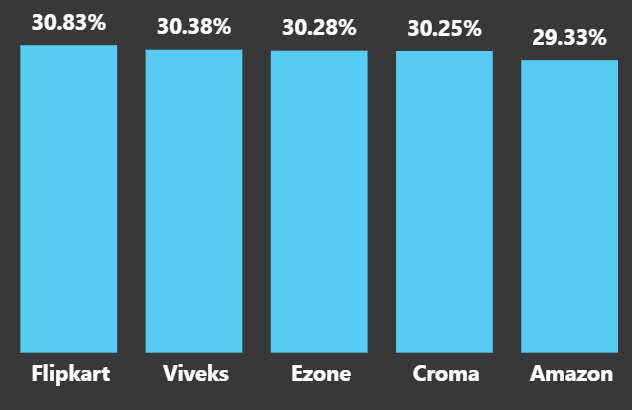 30.83%
30.38%
30.28%
30.25%
29.33%
Flipkart
Viveks
Ezone
Croma
Amazon